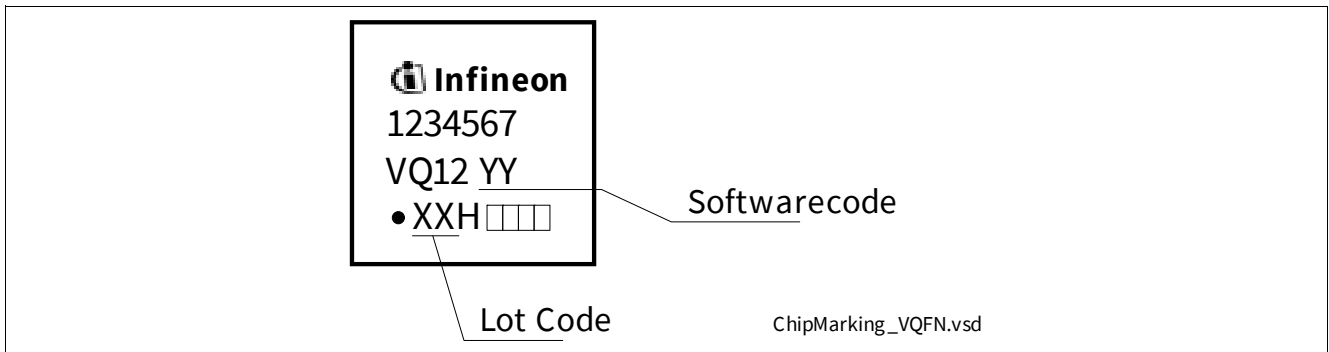 Infineon
1234567
VQ12 YY
•XXH
Softwarecode
Lot Code
ChipMarking_VQFN.vsd